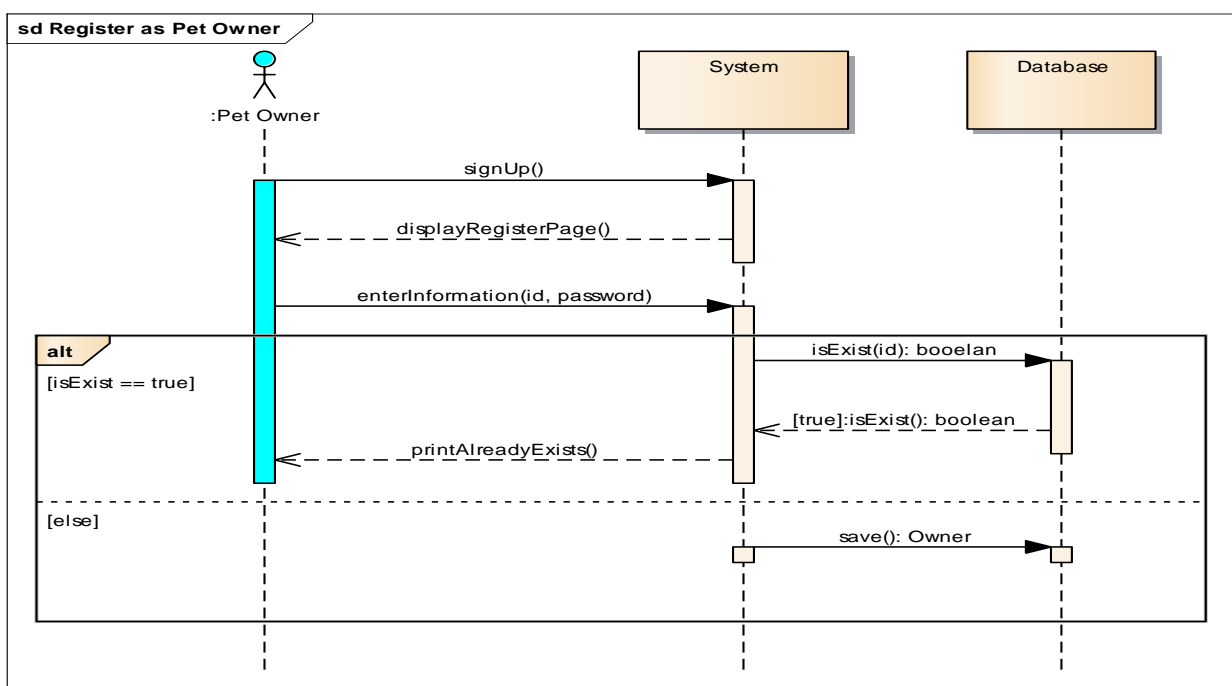 sd Register as Pet Owner
:Pet Owner
System
Database
signUp()
displayRegisterPage()
enterInformation(id, password)
alt
[isExist == true]
isExist(id): booelan
[true]:isExist(): boolean
printAlreadyExists()
[else]
save(): Owner